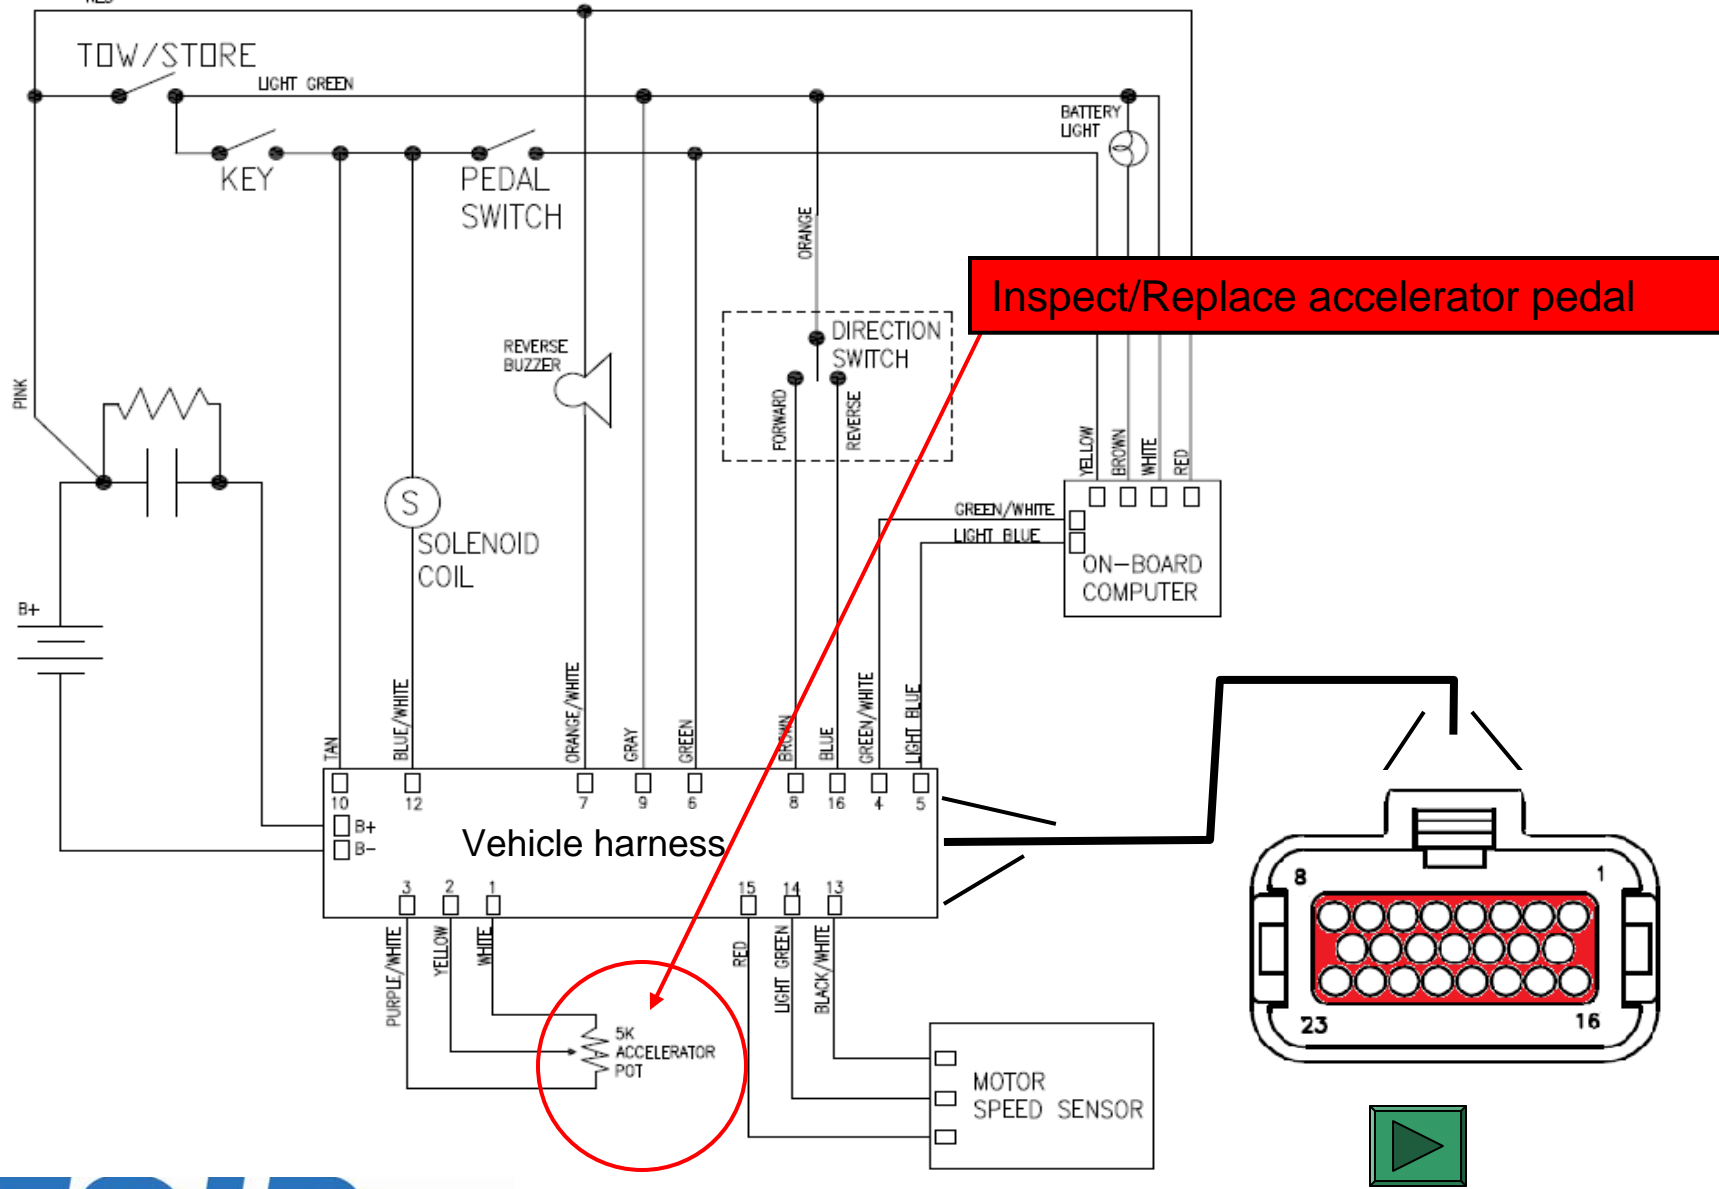 RED
TOW/STORE
LIGHT GREEN
BATTERY
LIGHT
KEY
PEDAL
SWITCH
ORANGE
Inspect/Replace accelerator pedal
DIRECTION
SWITCH
REVERSE
BUZZER
PINK
FORWARD
REVERSE
YELLOW
BROWN
WHITE
RED
S
GREEN/WHITE
LIGHT BLUE
SOLENOID
COIL
ON-BOARD
COMPUTER
B+
TAN
BLUE/WHITE
ORANGE/WHITE
GRAY
GREEN
BROWN
BLUE
GREEN/WHITE
LIGHT BLUE
10
12
7
9
6
8
16
4
5
B+
B-
Vehicle harness
3
2
1
15
14
13
8
1
PURPLE/WHITE
YELLOW
WHITE
RED
LIGHT GREEN
BLACK/WHITE
23
16
5K
ACCELERATOR
POT
MOTOR
SPEED SENSOR